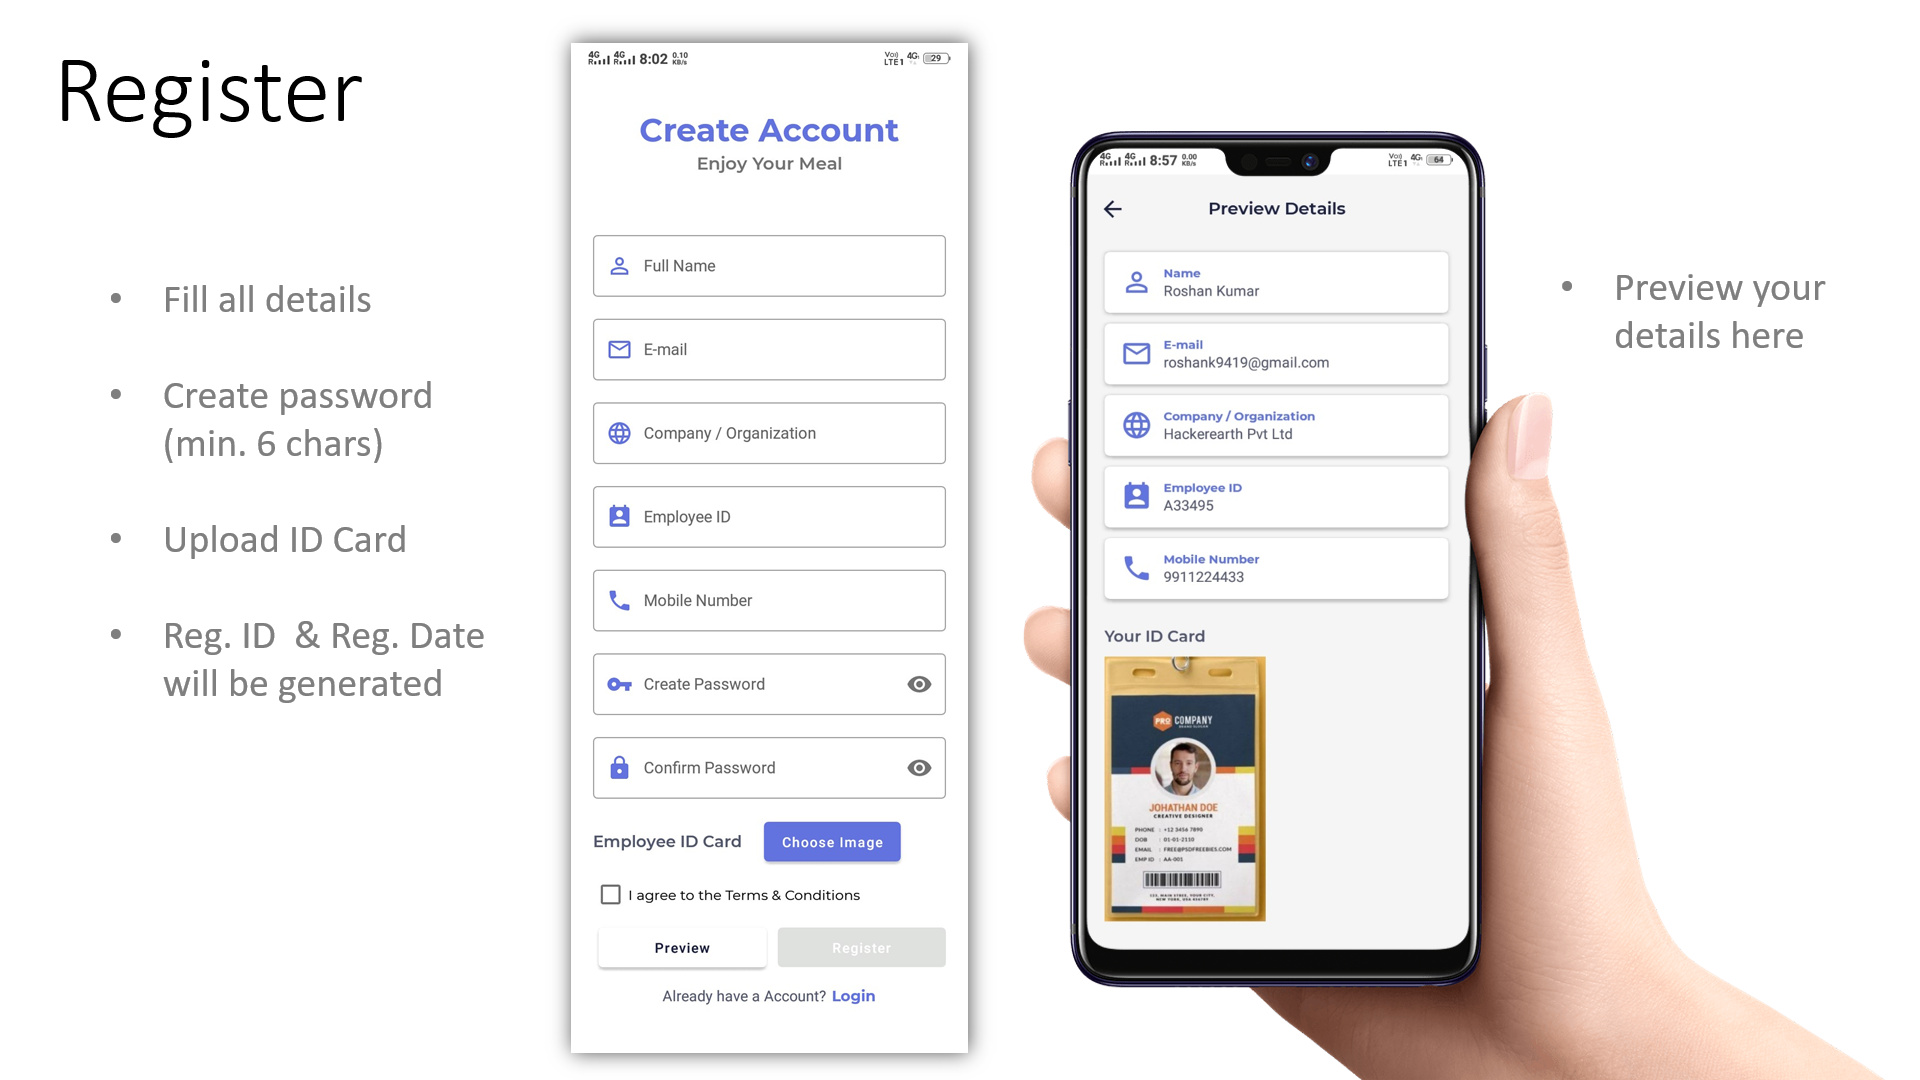 Register
• Fill all details
• Create password
(min. 6 chars)
• Upload ID Card
• Reg. ID & Reg. Date
will be generated
4G R 4G R 8:02 0.10 KB/s Vo)) LTE1 4G 29
Create Account
Enjoy Your Meal
Full Name
E-mail
Company / Organization
Employee ID
Mobile Number
Create Password
Confirm Password
Employee ID Card Choose Image
I agree to the Terms & Conditions
Preview Register
Already have a Account? Login
4G R 4G R 8:57 0.00 KB/s Vo)) LTE1 4G 64
Preview Details
Name
Roshan Kumar
E-mail
roshank9419@gmail.com
Company / Organization
Hackerearth Pvt Ltd
Employee ID
A33495
Mobile Number
9911224433
Your ID Card
PRO COMPANY
JOHATHAN DOE
CREATIVE DESIGNER
PHONE : +12 3456 7890
DOB : 01-01-2110
EMAIL : FREE@PSDFREEBIES.COM
EMP ID : AA-001
• Preview your
details here